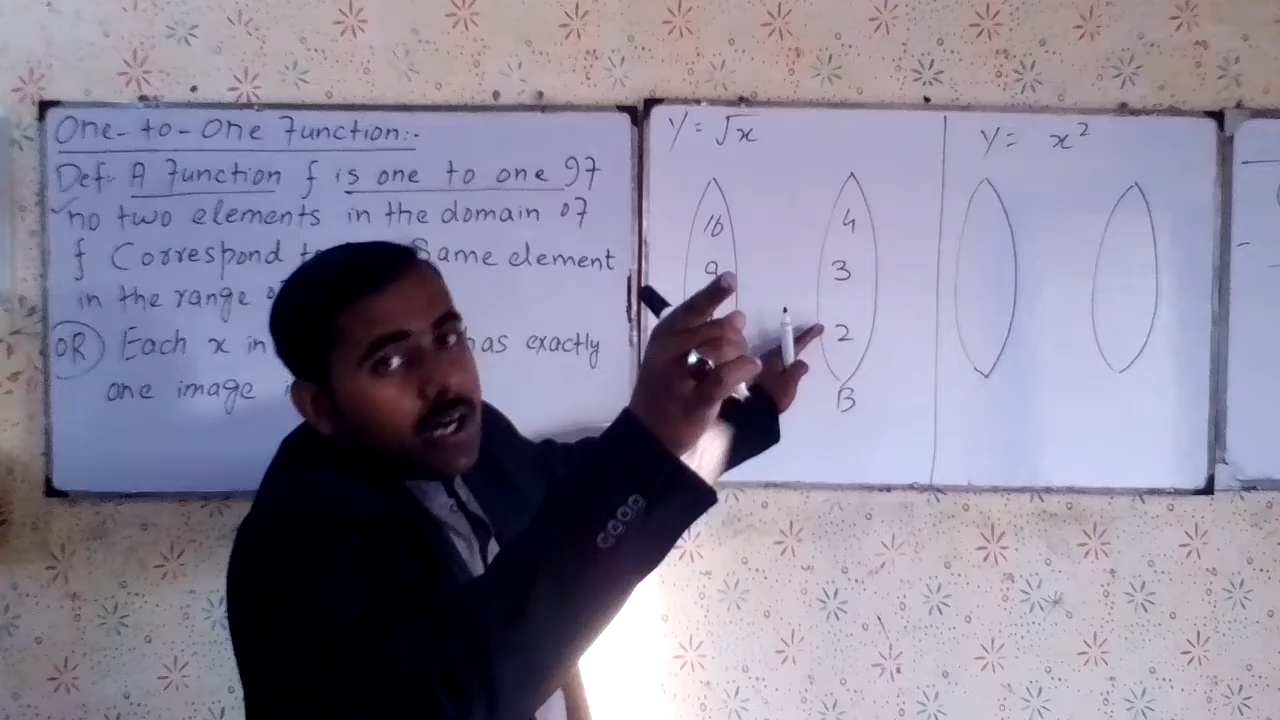 One-to-One Function:-
Def:- A Function f is one to one If
no two elements in the domain of
f Correspond Same element
in the range
OR Each x in has exactly
one image
y = √x
16 4
9 3
2
B
y = x²